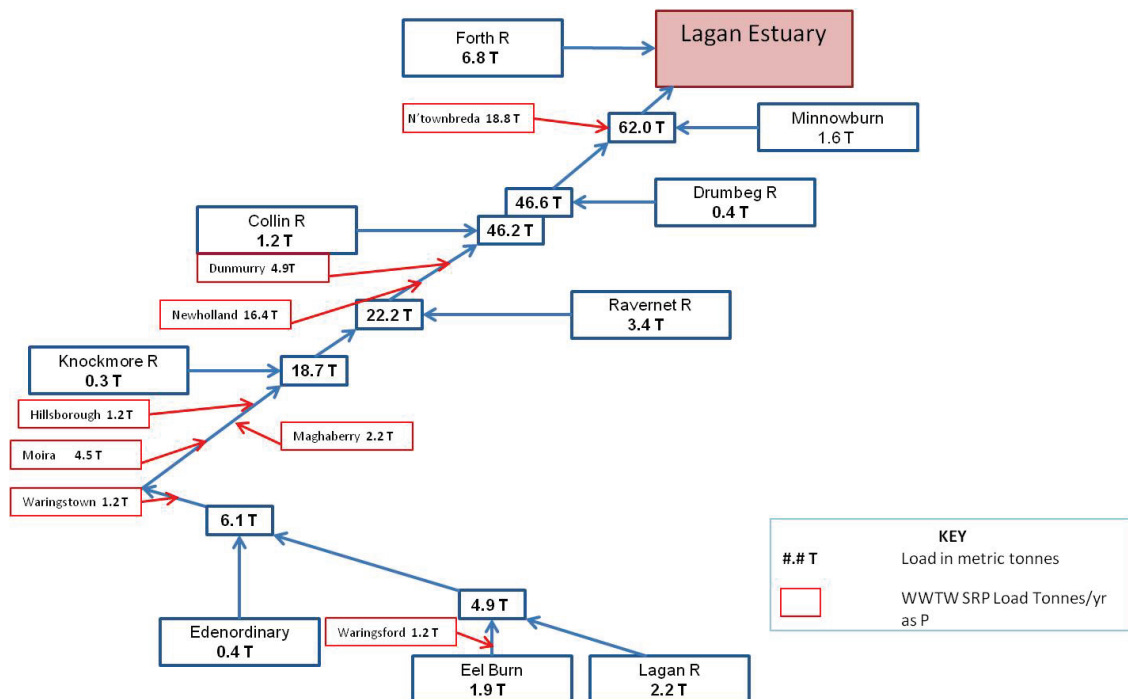 Forth R
6.8 T
Lagan Estuary
N'townbreda 18.8 T
62.0 T
Minnowburn
1.6 T
46.6 T
Drumbeg R
0.4 T
Collin R
1.2 T
46.2 T
Dunmurry 4.9T
Newholland 16.4 T
22.2 T
Ravernet R
3.4 T
Knockmore R
0.3 T
18.7 T
Hillsborough 1.2 T
Maghaberry 2.2 T
Moira 4.5 T
Waringstown 1.2 T
6.1 T
KEY
#.# T Load in metric tonnes
WWTW SRP Load Tonnes/yr
as P
4.9 T
Edenordinary
0.4 T
Waringsford 1.2 T
Eel Burn
1.9 T
Lagan R
2.2 T